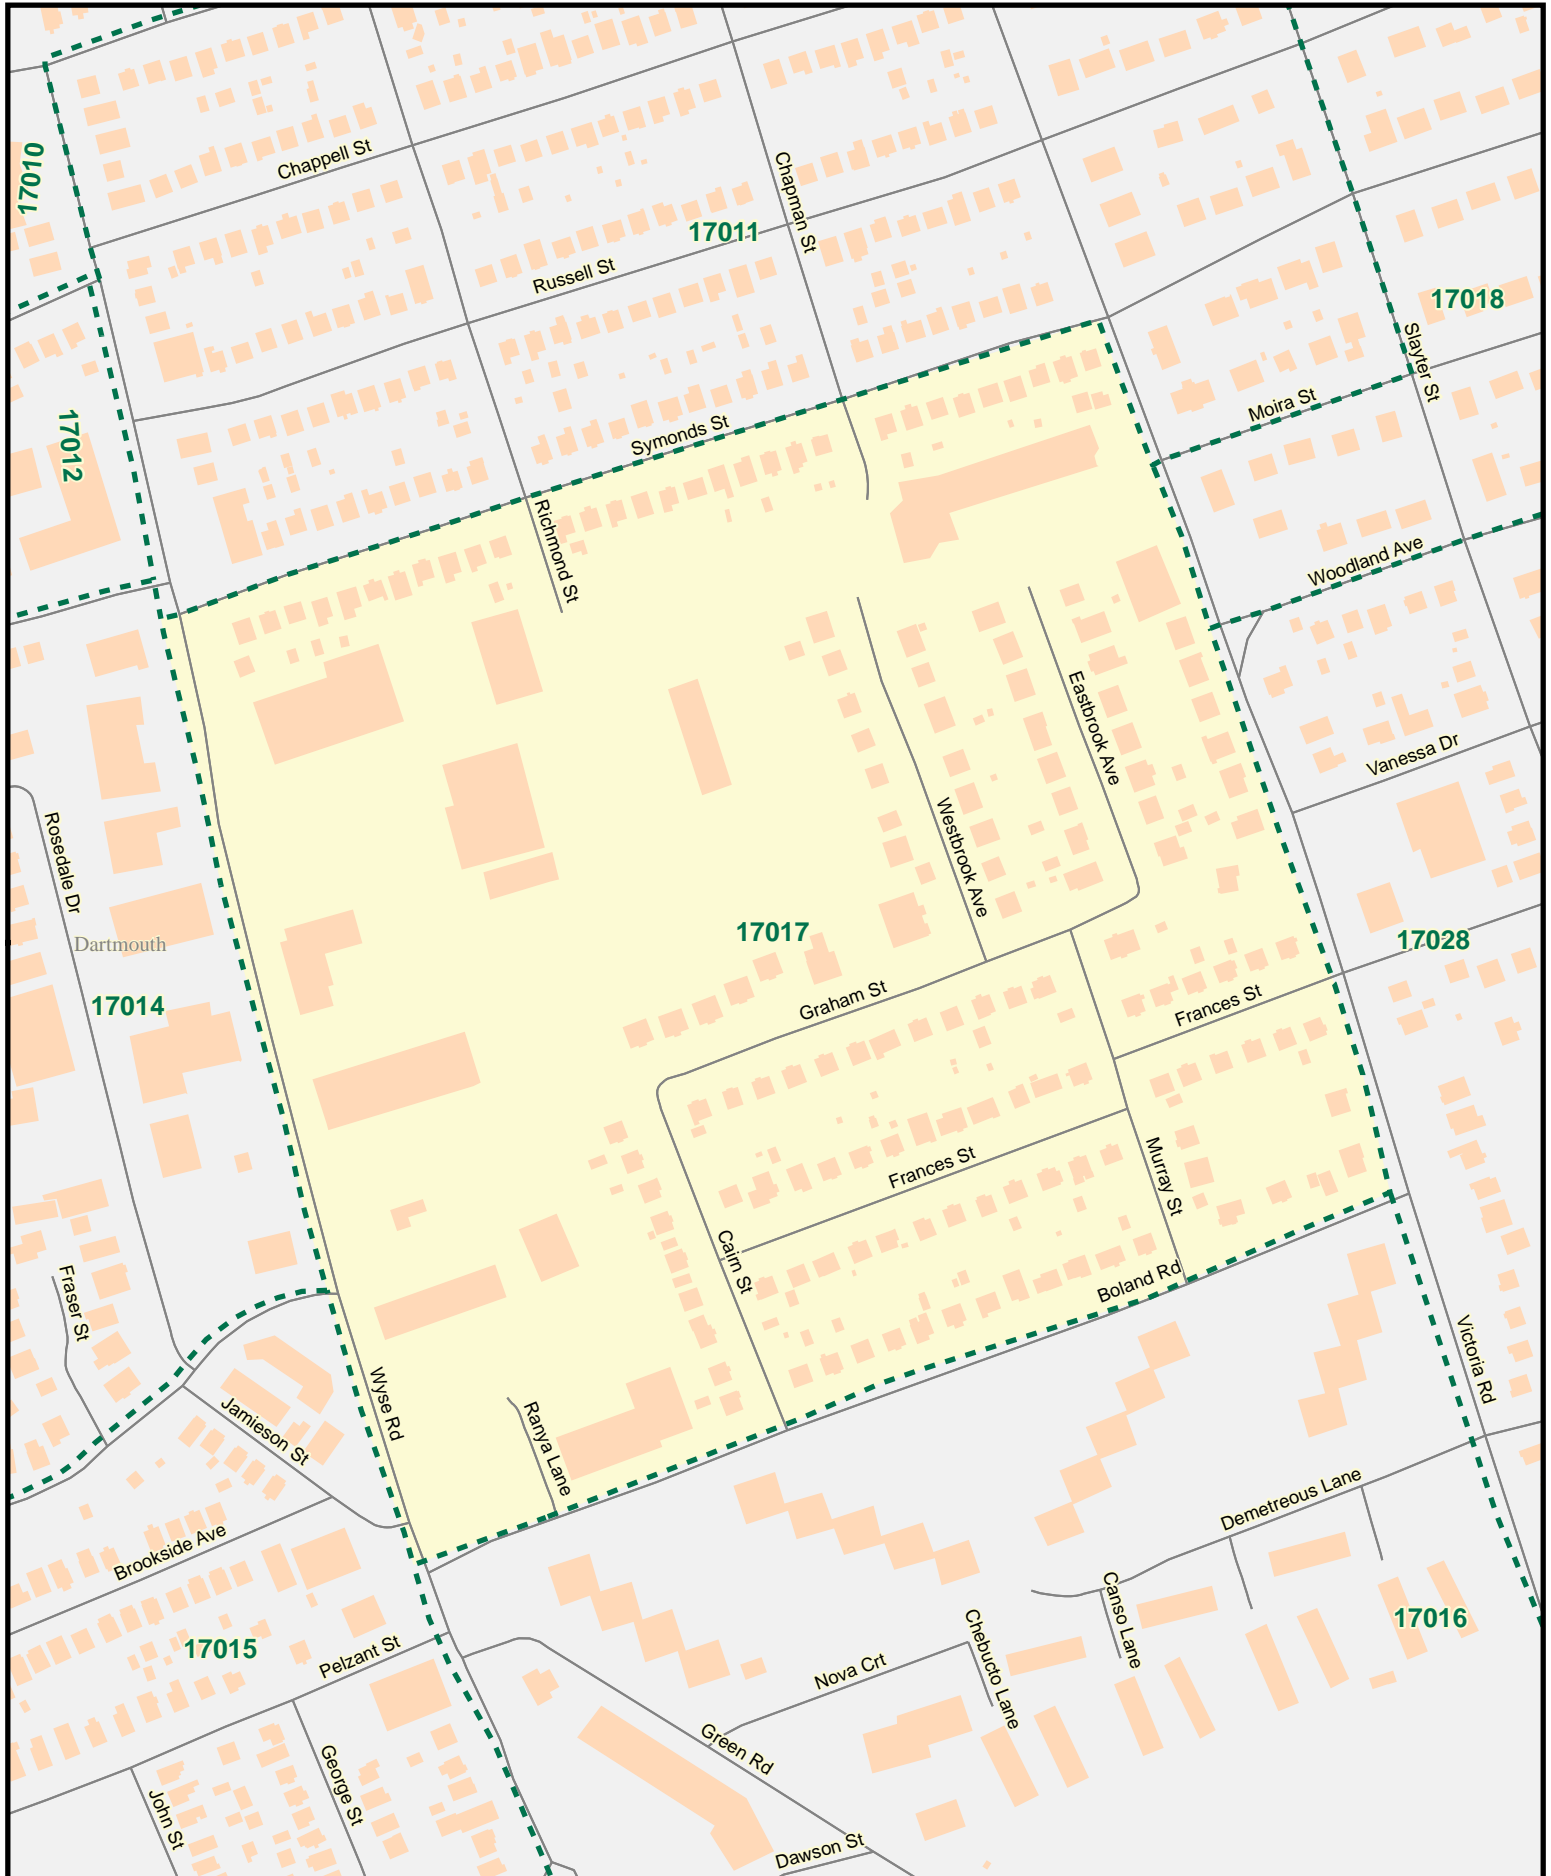 17010
Chappell St
Chapman St
17011
Russell St
17018
Slayter St
Moira St
17012
Symonds St
Richmond St
Woodland Ave
Eastbrook Ave
Vanessa Dr
Westbrook Ave
Rosedale Dr
Dartmouth
17017
17028
17014
Graham St
Frances St
Frances St
Murray St
Cairn St
Boland Rd
Fraser St
Victoria Rd
Wyse Rd
Jamieson St
Ranya Lane
Demetreous Lane
Brookside Ave
Canso Lane
17016
17015
Pelzant St
Chebucto Lane
Nova Crt
Green Rd
George St
John St
Dawson St